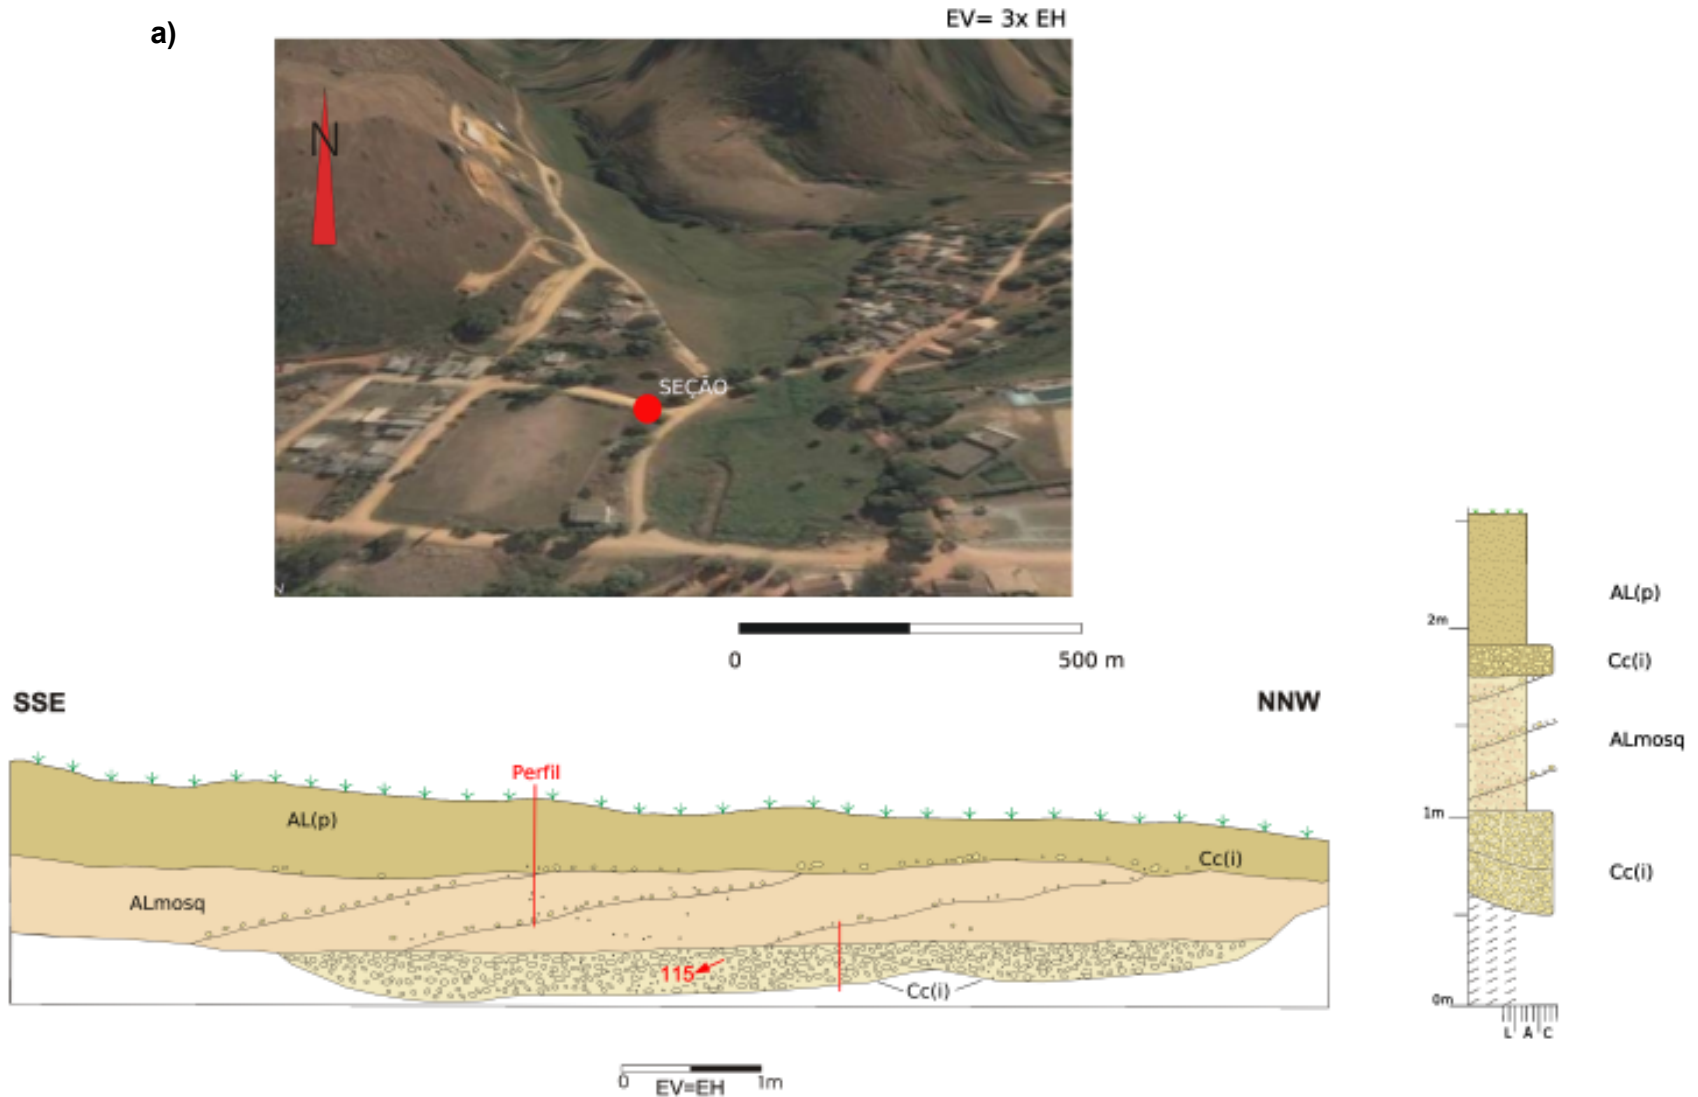 a)
EV= 3x EH
N
SEÇÃO
0 500 m
SSE NNW
Perfil
AL(p)
Cc(i)
ALmosq
115
Cc(i)
0 1m
EV=EH
AL(p)
2m
Cc(i)
ALmosq
1m
Cc(i)
0m
L A C